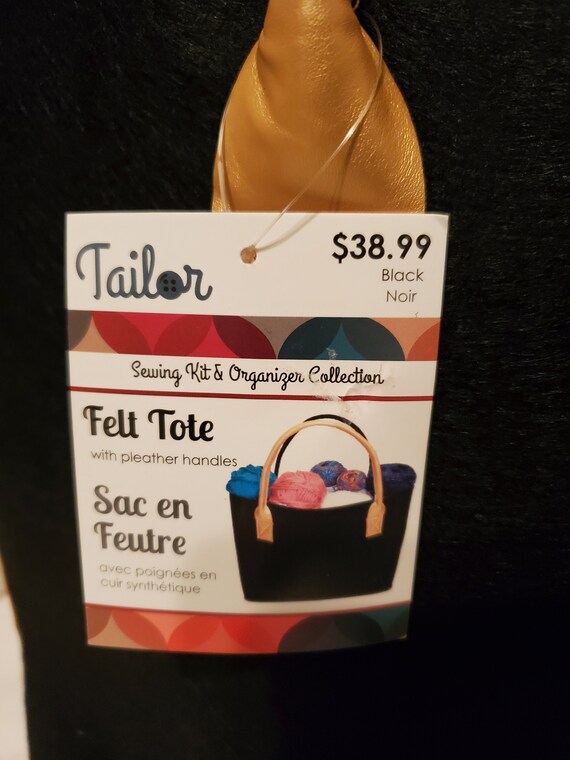 Tailor
$38.99
Black
Noir
Sewing Kit & Organizer Collection
Felt Tote
with pleather handles
Sac en
Feutre
avec poignées en
cuir synthétique